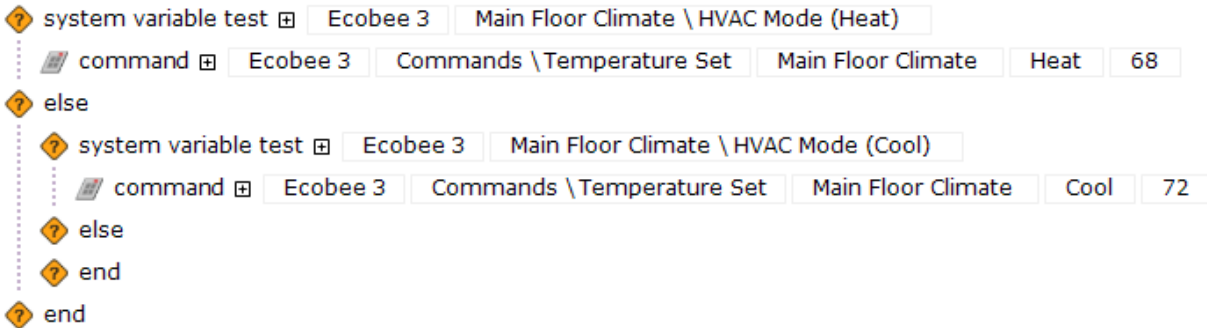 system variable test Ecobee 3 Main Floor Climate \ HVAC Mode (Heat)
command Ecobee 3 Commands \ Temperature Set Main Floor Climate Heat 68
else
system variable test Ecobee 3 Main Floor Climate \ HVAC Mode (Cool)
command Ecobee 3 Commands \ Temperature Set Main Floor Climate Cool 72
else
end
end